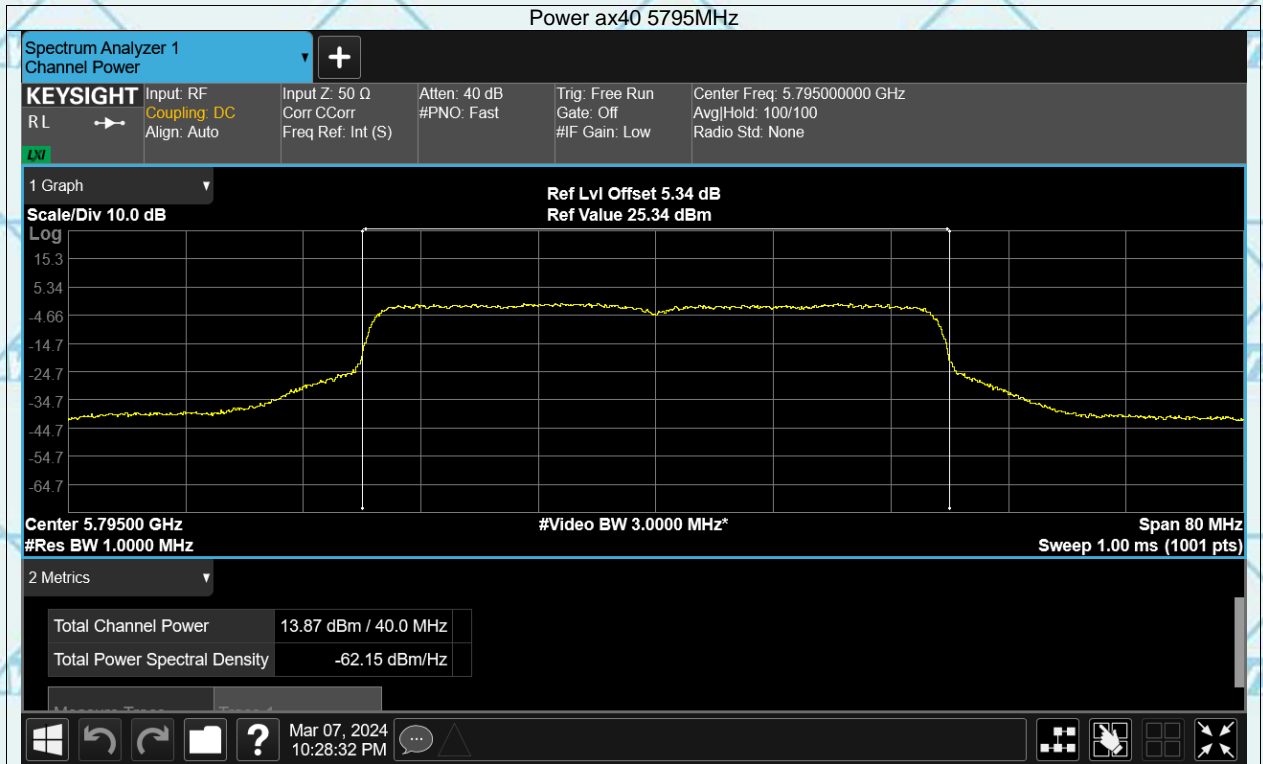 Power ax40 5795MHz
Spectrum Analyzer 1
Channel Power
+
KEYSIGHT
R L
LXI
Input: RF
Coupling: DC
Align: Auto
Input Z: 50 Ω
Corr CCorr
Freq Ref: Int (S)
Atten: 40 dB
#PNO: Fast
Trig: Free Run
Gate: Off
#IF Gain: Low
Center Freq: 5.795000000 GHz
Avg|Hold: 100/100
Radio Std: None
1 Graph
Scale/Div 10.0 dB
Ref Lvl Offset 5.34 dB
Ref Value 25.34 dBm
Log
15.3
5.34
-4.66
-14.7
-24.7
-34.7
-44.7
-54.7
-64.7
Center 5.79500 GHz
#Video BW 3.0000 MHz*
Span 80 MHz
#Res BW 1.0000 MHz
Sweep 1.00 ms (1001 pts)
2 Metrics
Total Channel Power 13.87 dBm / 40.0 MHz
Total Power Spectral Density -62.15 dBm/Hz
?
Mar 07, 2024
10:28:32 PM